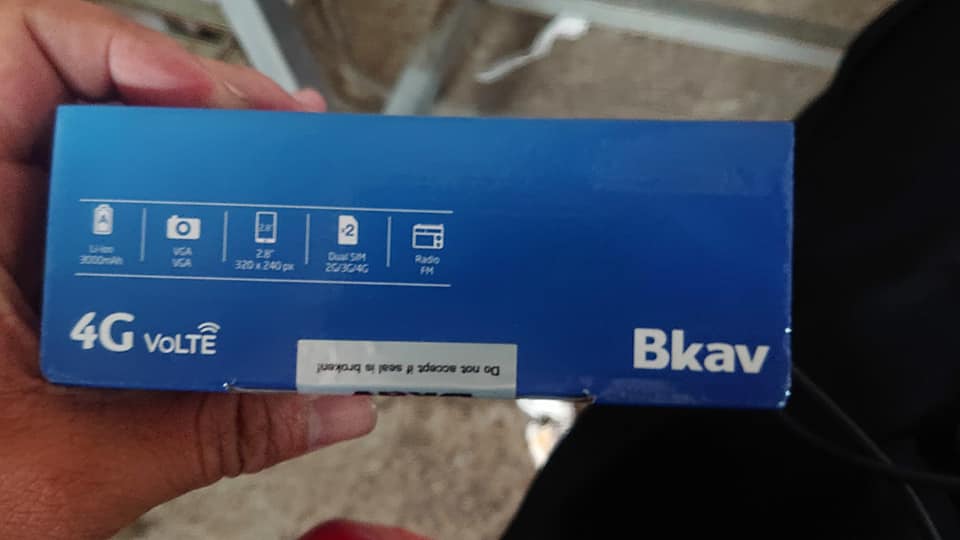 A
Li-Ion
3000mAh
VGA
VGA
2.8"
2.8"
320 x 240 px
x2
Dual SIM
2G/3G/4G
Radio
FM
4G VoLTE
Bkav
Do not accept if seal is broken!
Bkav